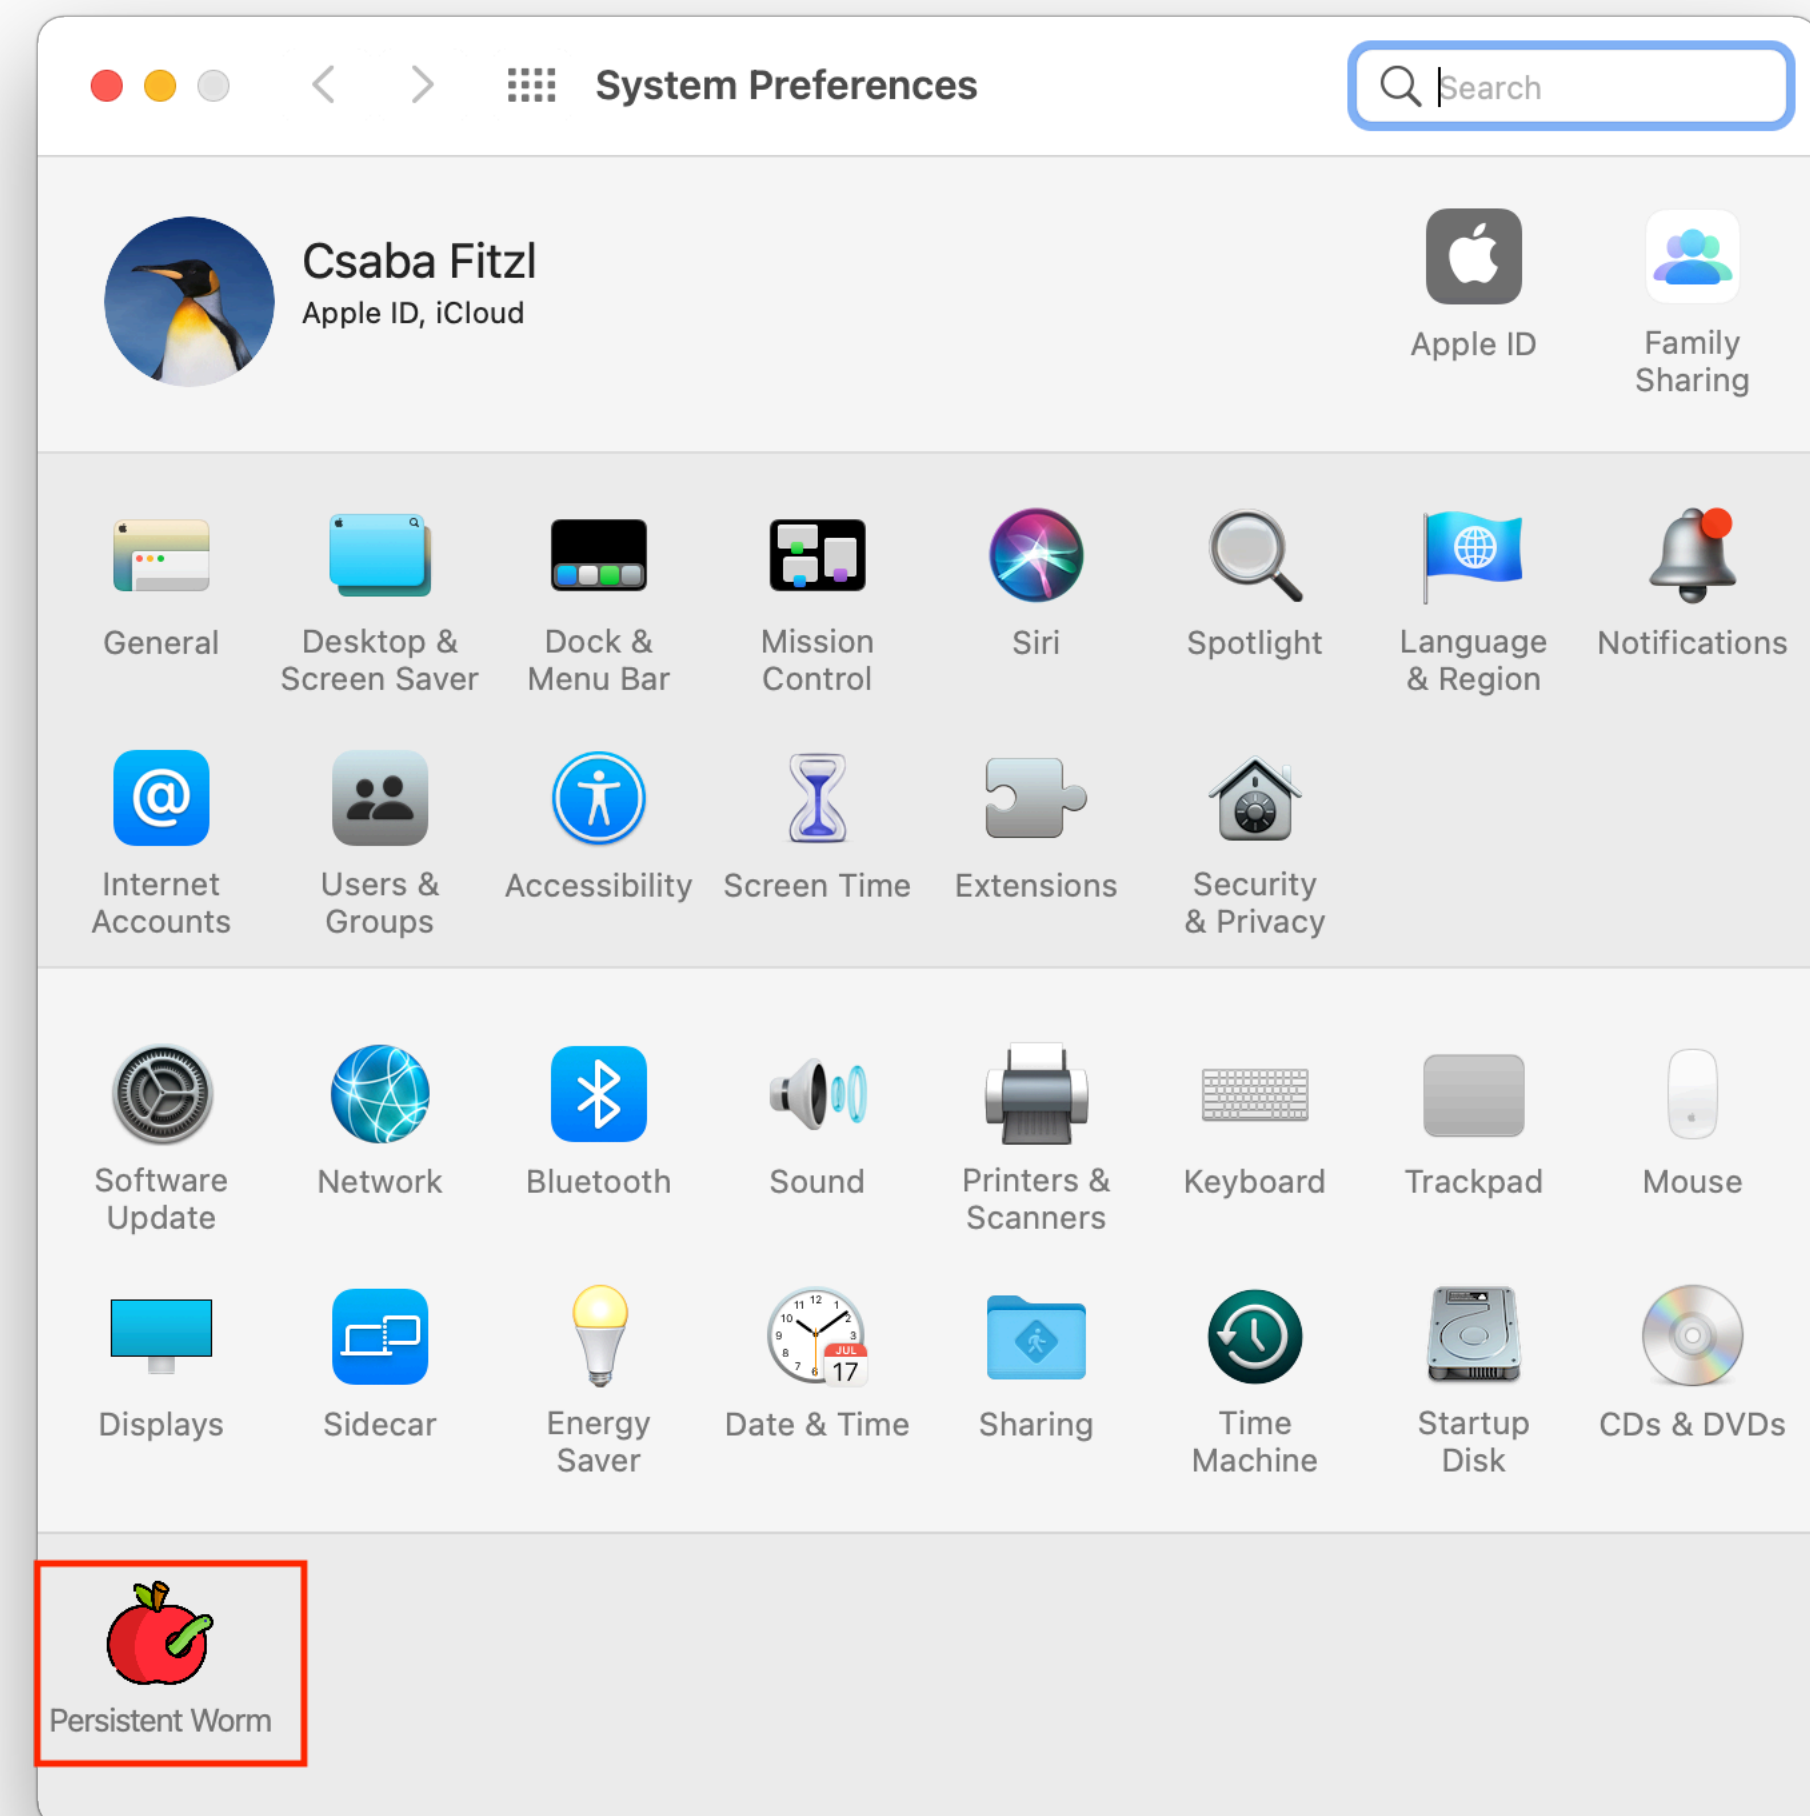 System Preferences
Search
Csaba Fitzl
Apple ID, iCloud
Apple ID
Family
Sharing
General
Desktop &
Screen Saver
Dock &
Menu Bar
Mission
Control
Siri
Spotlight
Language
& Region
Notifications
Internet
Accounts
Users &
Groups
Accessibility
Screen Time
Extensions
Security
& Privacy
Software
Update
Network
Bluetooth
Sound
Printers &
Scanners
Keyboard
Trackpad
Mouse
Displays
Sidecar
Energy
Saver
Date & Time
Sharing
Time
Machine
Startup
Disk
CDs & DVDs
Persistent Worm